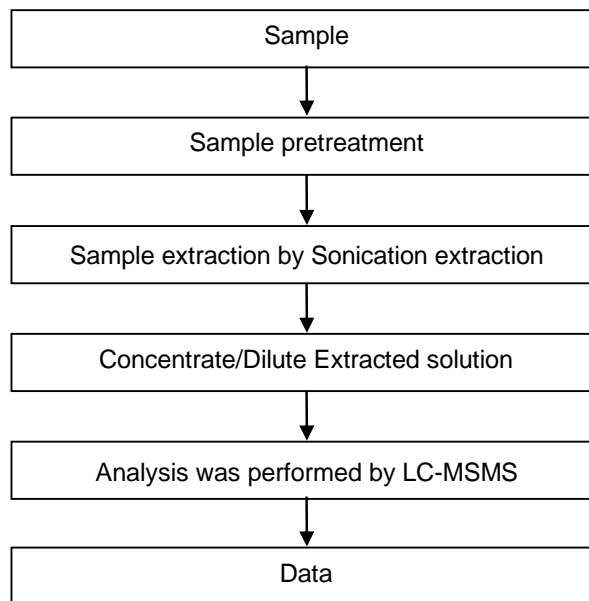 Sample
Sample pretreatment
Sample extraction by Sonication extraction
Concentrate/Dilute Extracted solution
Analysis was performed by LC-MSMS
Data